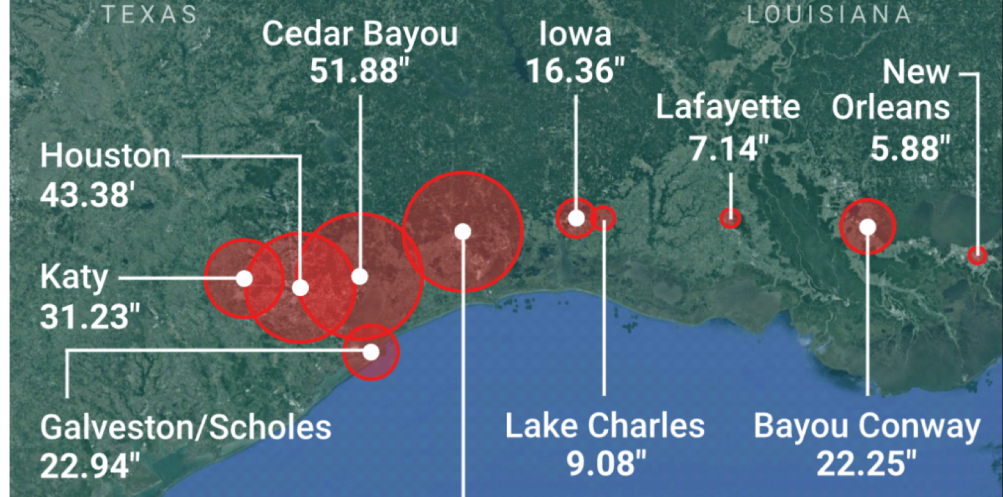 TEXAS
LOUISIANA
Cedar Bayou
51.88"
Iowa
16.36"
New
Orleans
5.88"
Lafayette
7.14"
Houston
43.38'
Katy
31.23"
Galveston/Scholes
22.94"
Lake Charles
9.08"
Bayou Conway
22.25"